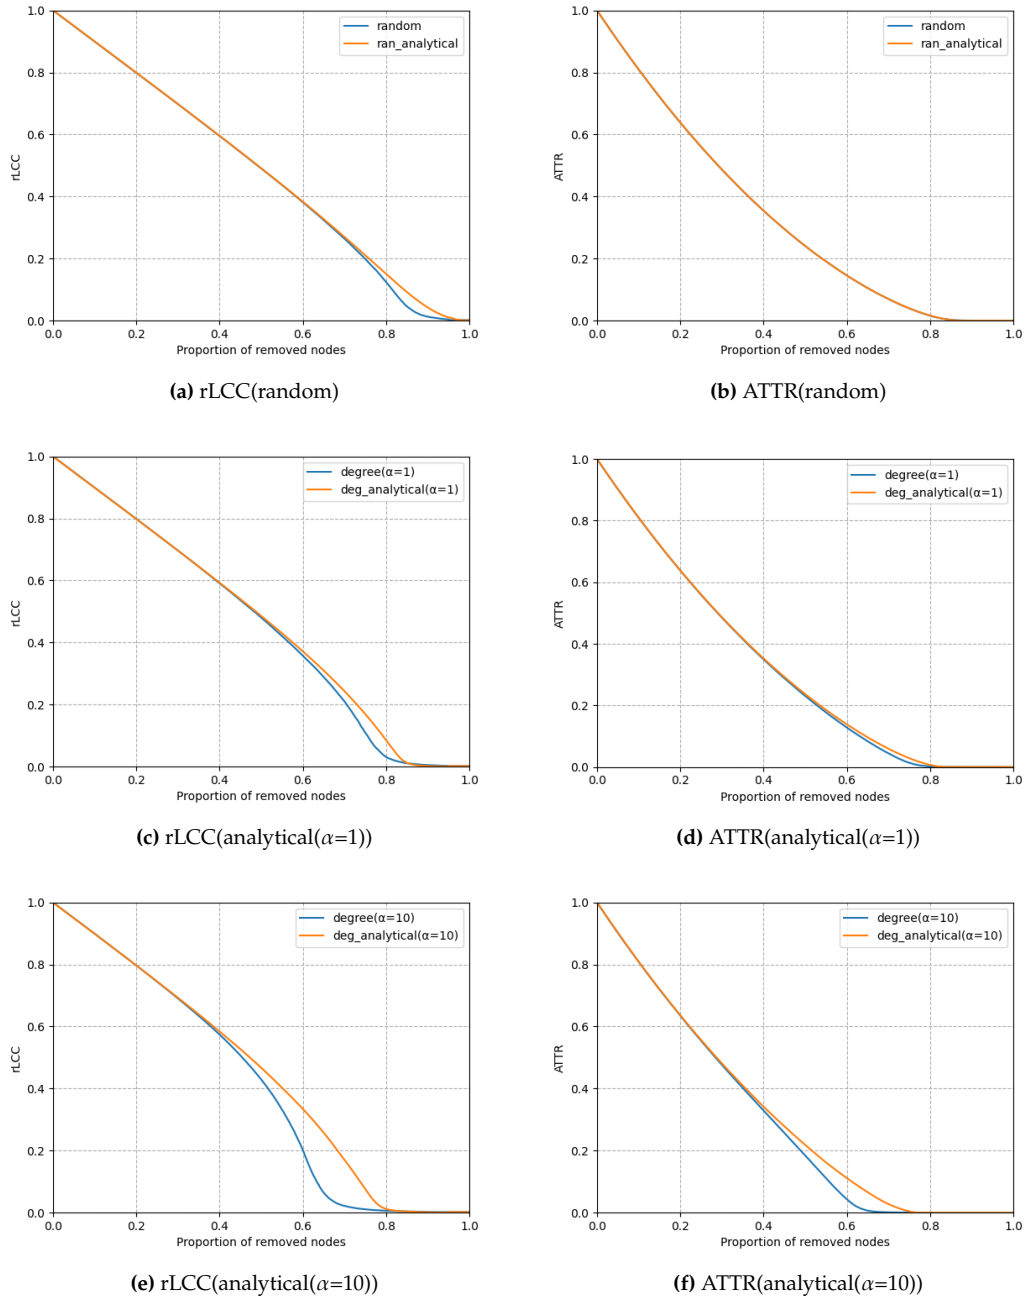 random
ran_analytical
1.0
0.8
0.6
0.4
0.2
0.0
rLCC
0.0 0.2 0.4 0.6 0.8 1.0
Proportion of removed nodes
(a) rLCC(random)
random
ran_analytical
1.0
0.8
0.6
0.4
0.2
0.0
ATTR
0.0 0.2 0.4 0.6 0.8 1.0
Proportion of removed nodes
(b) ATTR(random)
degree(α=1)
deg_analytical(α=1)
1.0
0.8
0.6
0.4
0.2
0.0
rLCC
0.0 0.2 0.4 0.6 0.8 1.0
Proportion of removed nodes
(c) rLCC(analytical(α=1))
degree(α=1)
deg_analytical(α=1)
1.0
0.8
0.6
0.4
0.2
0.0
ATTR
0.0 0.2 0.4 0.6 0.8 1.0
Proportion of removed nodes
(d) ATTR(analytical(α=1))
degree(α=10)
deg_analytical(α=10)
1.0
0.8
0.6
0.4
0.2
0.0
rLCC
0.0 0.2 0.4 0.6 0.8 1.0
Proportion of removed nodes
(e) rLCC(analytical(α=10))
degree(α=10)
deg_analytical(α=10)
1.0
0.8
0.6
0.4
0.2
0.0
ATTR
0.0 0.2 0.4 0.6 0.8 1.0
Proportion of removed nodes
(f) ATTR(analytical(α=10))